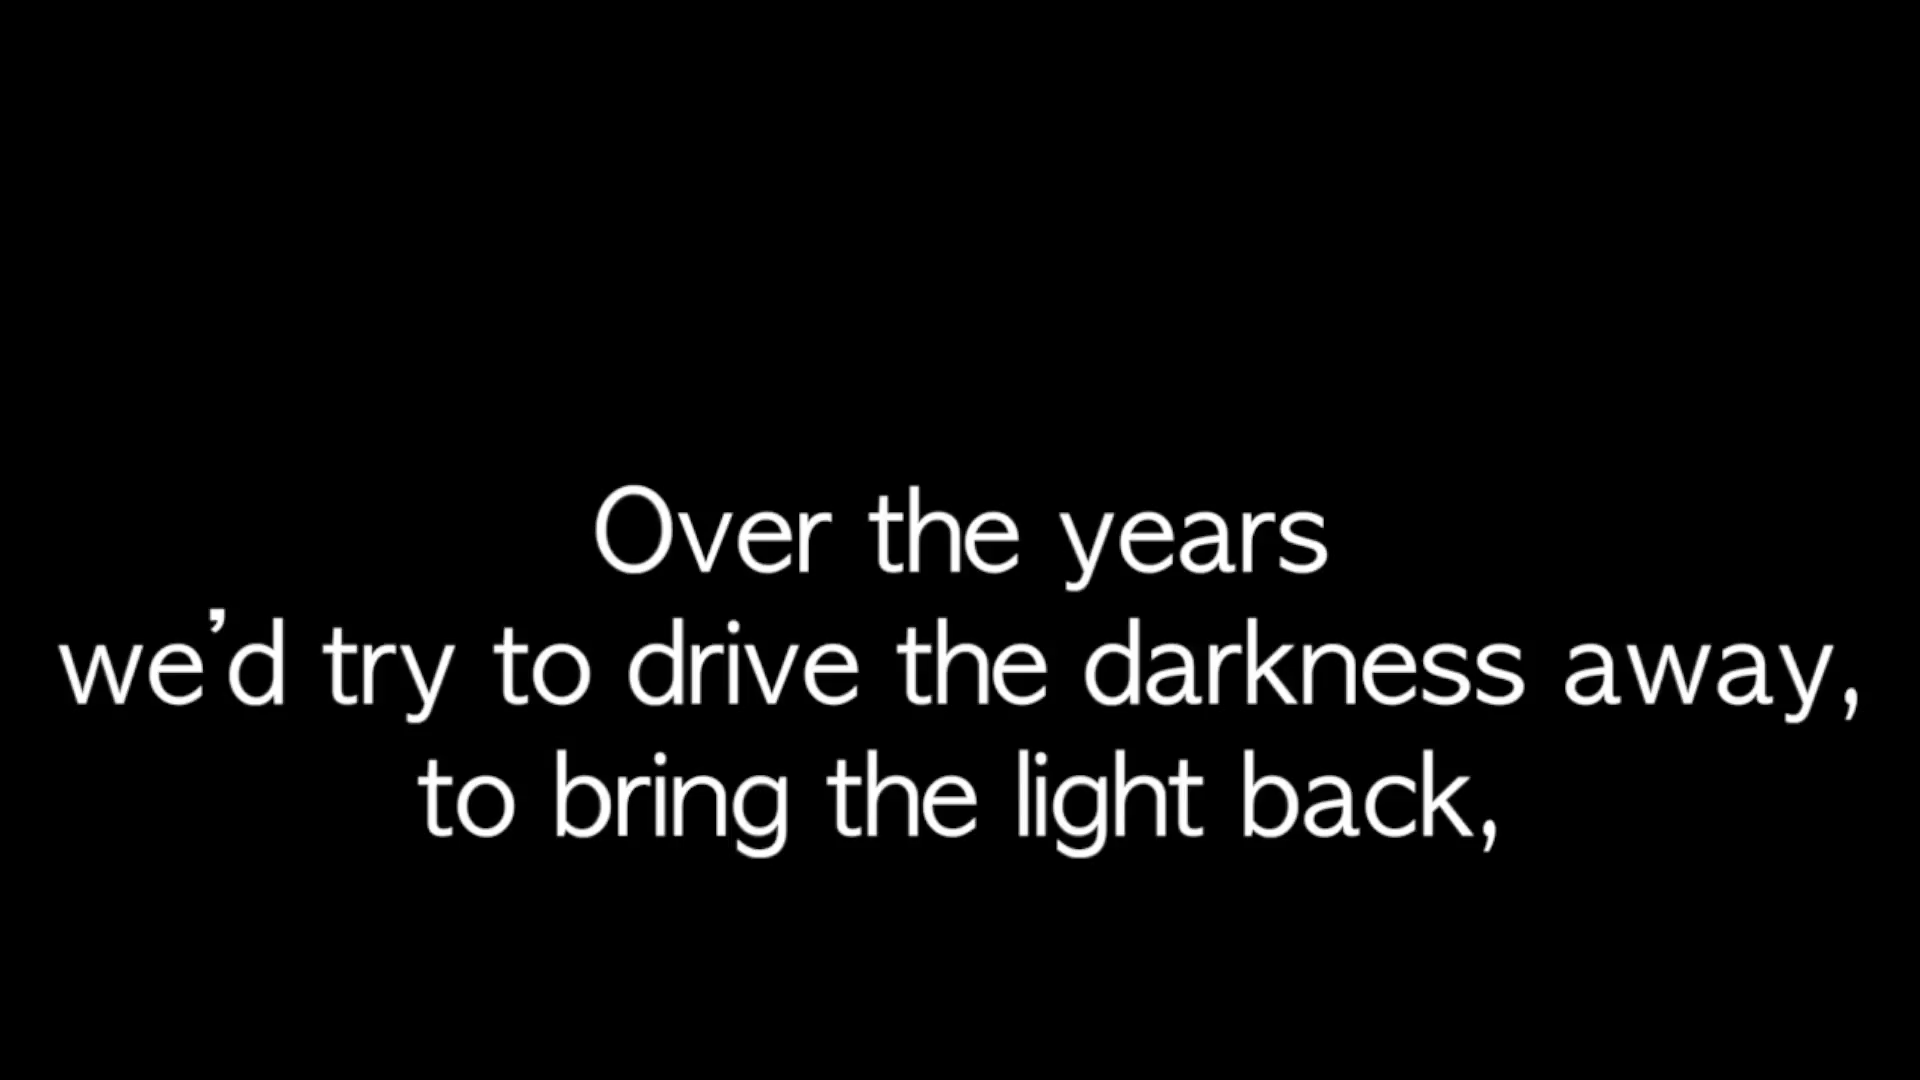 Over the years
we’d try to drive the darkness away,
to bring the light back,